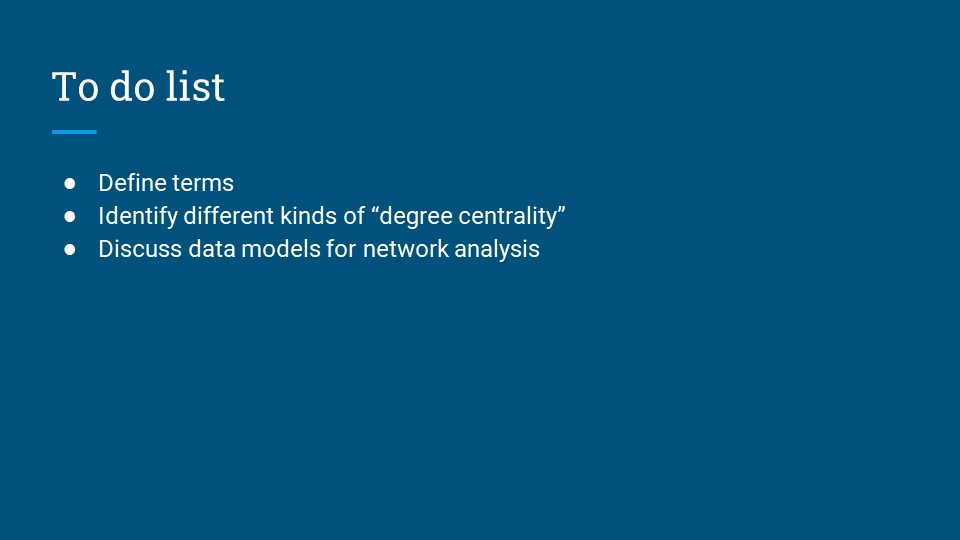 To do list
● Define terms
● Identify different kinds of “degree centrality”
● Discuss data models for network analysis